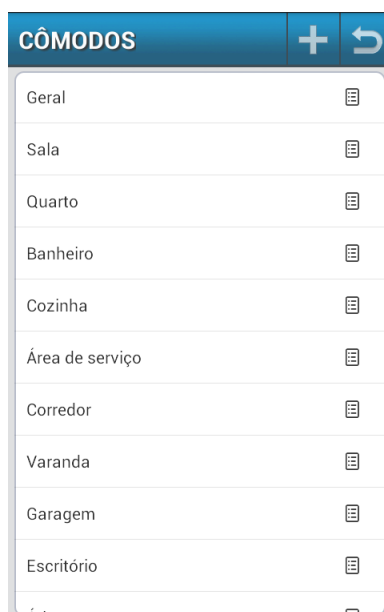 CÔMODOS
Geral
Sala
Quarto
Banheiro
Cozinha
Área de serviço
Corredor
Varanda
Garagem
Escritório